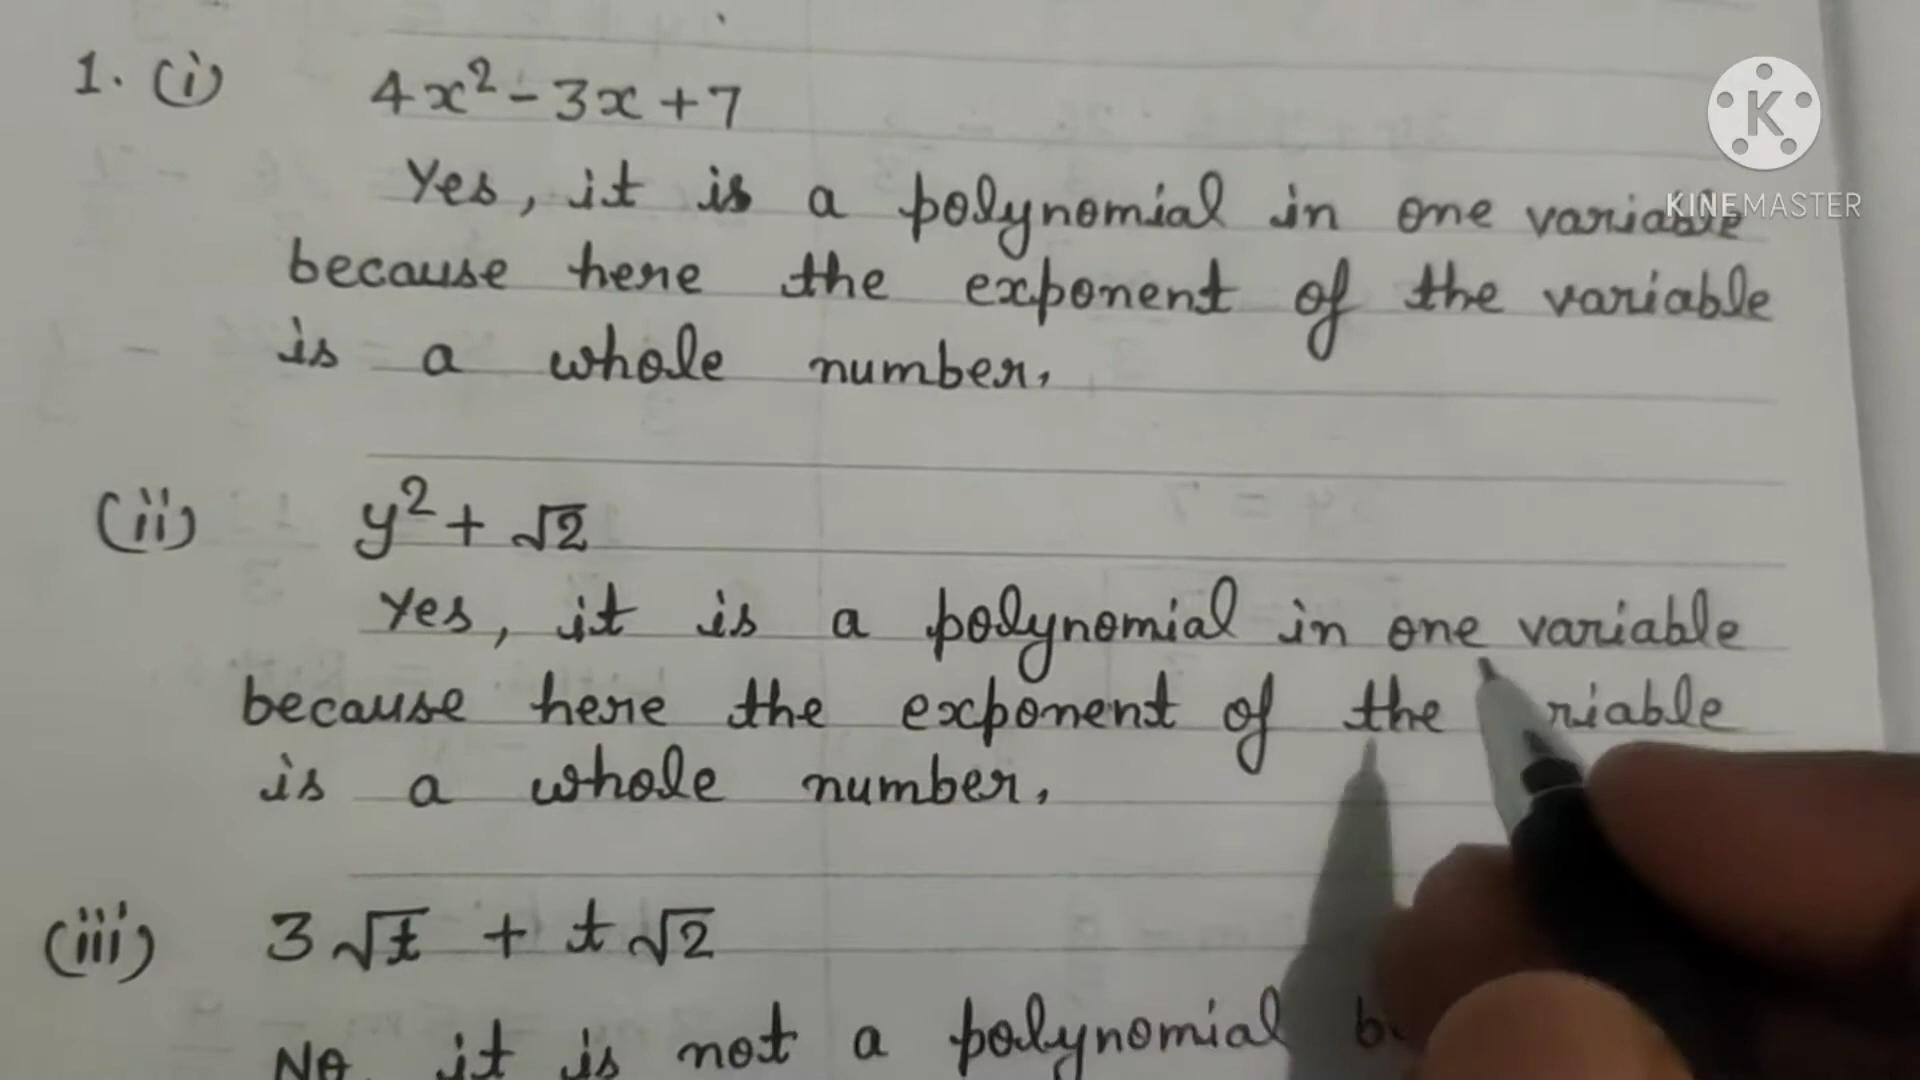 1. (i) 4x² - 3x + 7
Yes, it is a polynomial in one variable
because here the exponent of the variable
is a whole number.
(ii) y² + √2
Yes, it is a polynomial in one variable
because here the exponent of the riable
is a whole number.
(iii) 3√t + t√2
No, it is not a polynomial
K
KINEMASTER